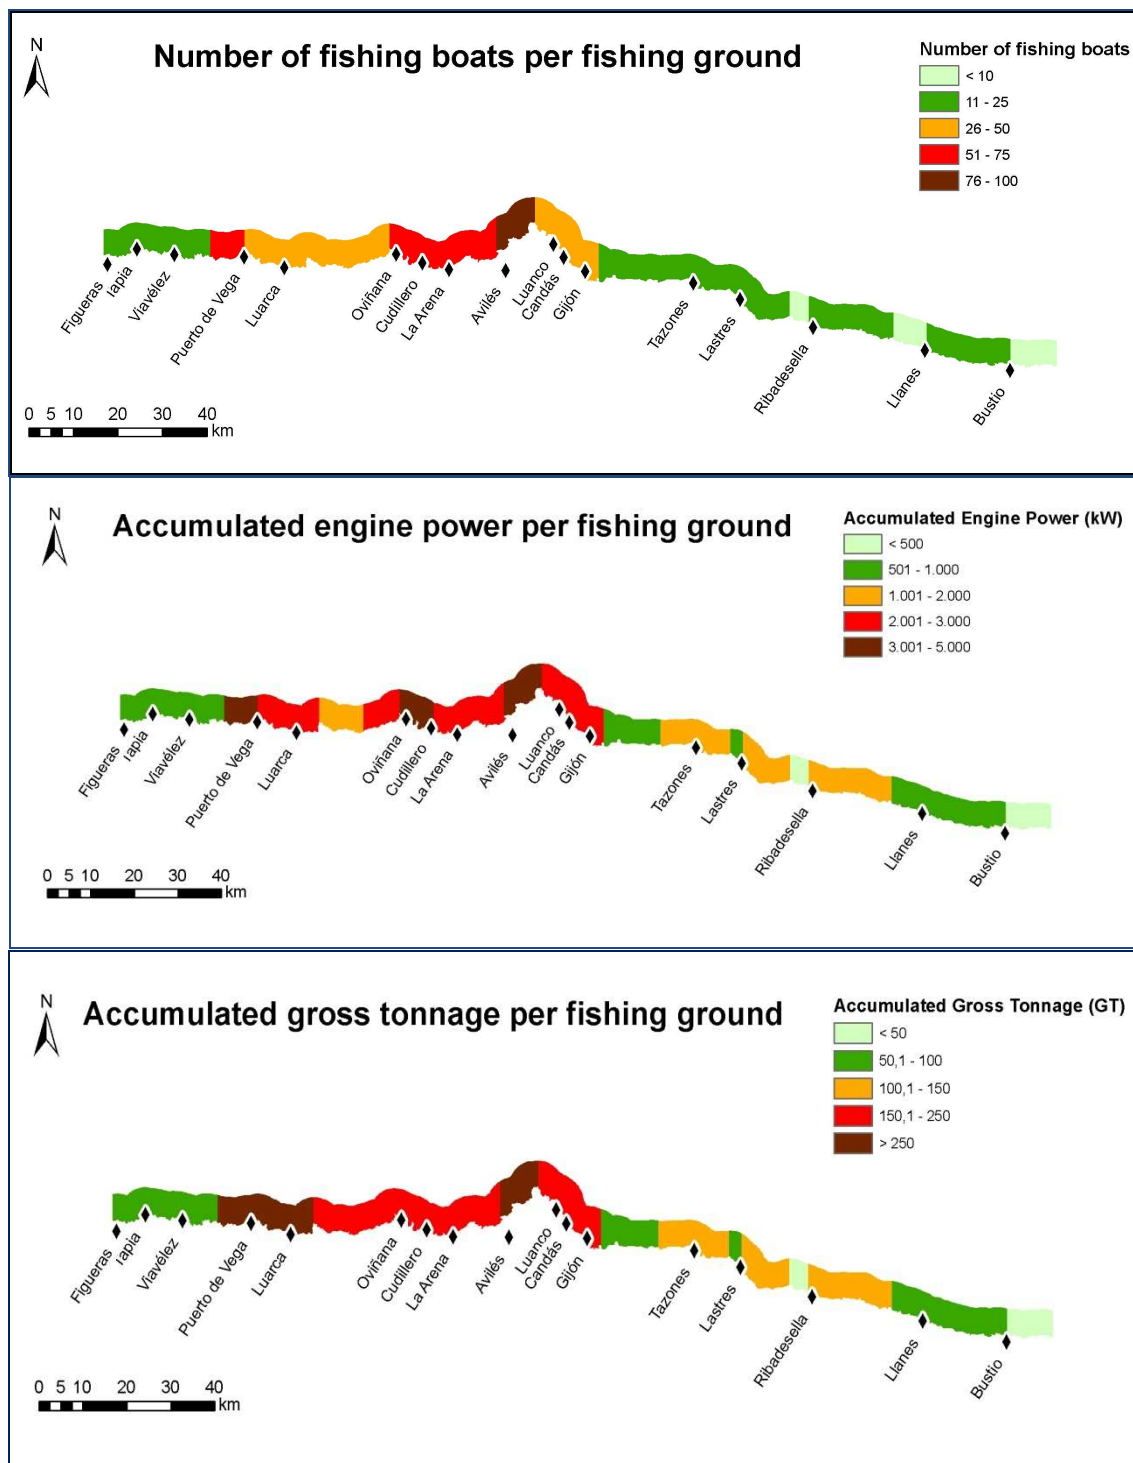 N
Number of fishing boats per fishing ground
Number of fishing boats
< 10
11 - 25
26 - 50
51 - 75
76 - 100
Figueras
Tapia
Viavélez
Puerto de Vega
Luarca
Oviñana
Cudillero
La Arena
Avilés
Luanco
Candás
Gijón
Tazones
Lastres
Ribadesella
Llanes
Bustio
0 5 10 20 30 40
km
N
Accumulated engine power per fishing ground
Accumulated Engine Power (kW)
< 500
501 - 1.000
1.001 - 2.000
2.001 - 3.000
3.001 - 5.000
Figueras
Tapia
Viavélez
Puerto de Vega
Luarca
Oviñana
Cudillero
La Arena
Avilés
Luanco
Candás
Gijón
Tazones
Lastres
Ribadesella
Llanes
Bustio
0 5 10 20 30 40
km
N
Accumulated gross tonnage per fishing ground
Accumulated Gross Tonnage (GT)
< 50
50,1 - 100
100,1 - 150
150,1 - 250
> 250
Figueras
Tapia
Viavélez
Puerto de Vega
Luarca
Oviñana
Cudillero
La Arena
Avilés
Luanco
Candás
Gijón
Tazones
Lastres
Ribadesella
Llanes
Bustio
0 5 10 20 30 40
km